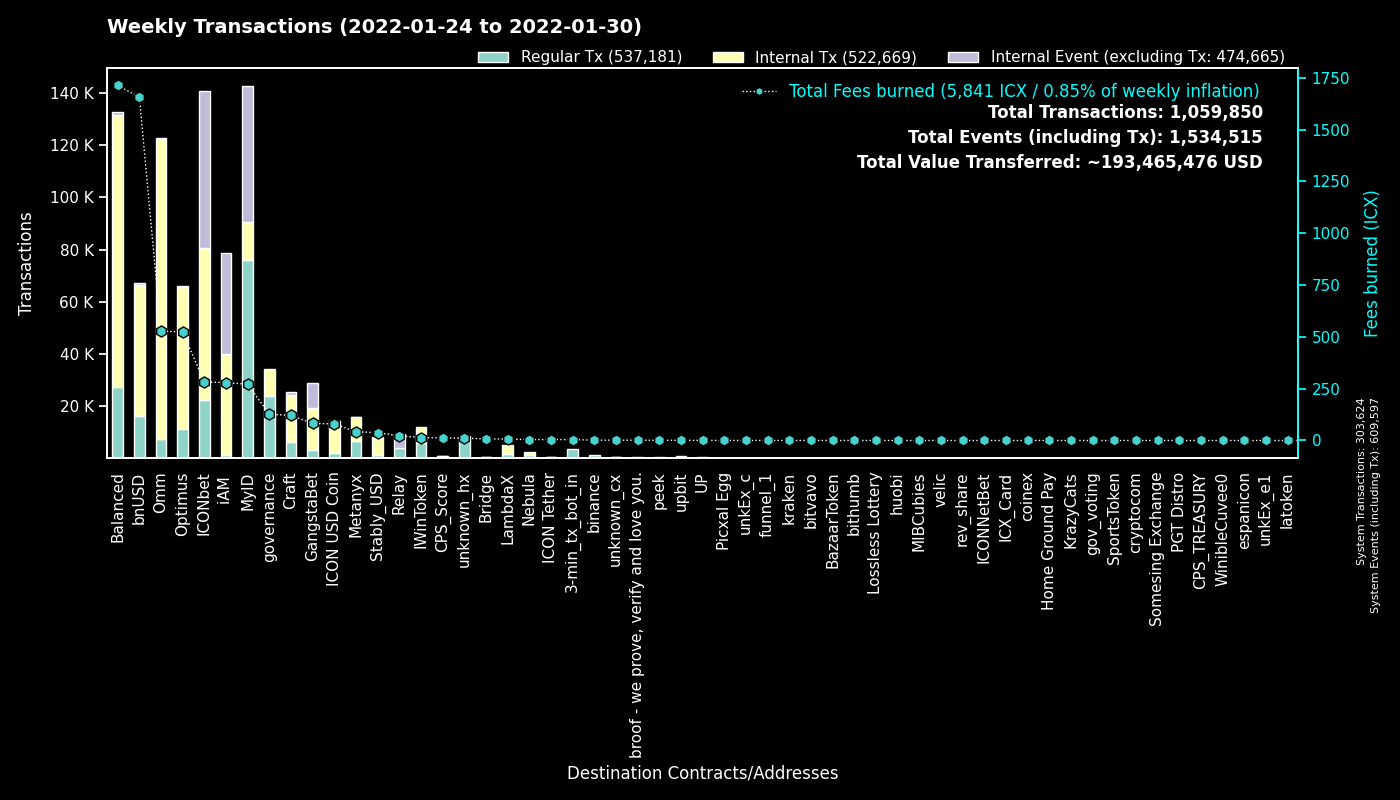 Weekly Transactions (2022-01-24 to 2022-01-30)
Regular Tx (537,181)
Internal Tx (522,669)
Internal Event (excluding Tx: 474,665)
Total Fees burned (5,841 ICX / 0.85% of weekly inflation)
Total Transactions: 1,059,850
Total Events (including Tx): 1,534,515
Total Value Transferred: ~193,465,476 USD
Transactions
140 K
120 K
100 K
80 K
60 K
40 K
20 K
1750
1500
1250
1000
750
500
250
0
Fees burned (ICX)
System Transactions: 303,624
System Events (including Tx): 609,597
Balanced
bnUSD
Omm
Optimus
ICONbet
iAM
MyID
governance
Craft
GangstaBet
ICON USD Coin
Metanyx
Stably_USD
Relay
IWinToken
CPS_Score
unknown_hx
Bridge
LambdaX
Nebula
ICON Tether
3-min_tx_bot_in
binance
unknown_cx
broof - we prove, verify and love you.
peek
upbit
UP
Picxal Egg
unkEx_c
funnel_1
kraken
bitvavo
BazaarToken
bithumb
Lossless Lottery
huobi
MIBCubies
velic
rev_share
ICONNetBet
ICX_Card
coinex
Home Ground Pay
KrazyCats
gov_voting
SportsToken
cryptocom
Somesing Exchange
PGT Distro
CPS_TREASURY
WinibleCuvee0
espanicon
unkEx_e1
latoken
Destination Contracts/Addresses